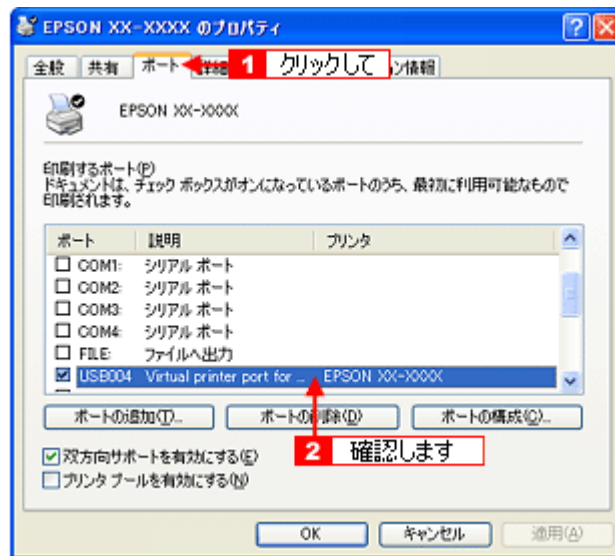 EPSON XX-XXXX のプロパティ
全般 共有 ポート 詳細 1 クリックして ン情報
EPSON XX-XXXX
印刷するポート(P)
ドキュメントは、チェック ボックスがオンになっているポートのうち、最初に利用可能なもので
印刷されます。
ポート 説明 プリンタ
COM1: シリアル ポート
COM2: シリアル ポート
COM3: シリアル ポート
COM4: シリアル ポート
FILE: ファイルへ出力
USB004 Virtual printer port for ... EPSON XX-XXXX
ポートの追加(T)... ポートの削除(D) ポートの構成(C)...
2 確認します
双方向サポートを有効にする(E)
プリンタ プールを有効にする(N)
OK キャンセル 適用(A)